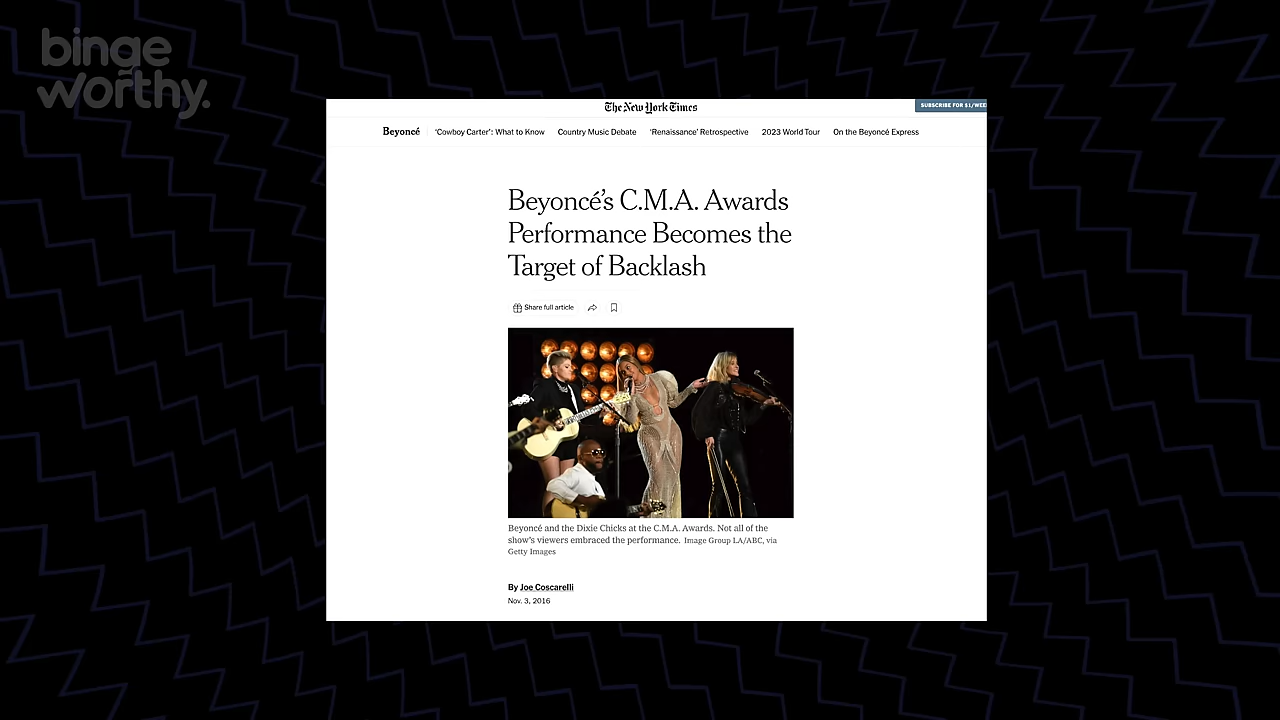 binge
worthy.
The New York Times
SUBSCRIBE FOR $1/WEE
Beyoncé
'Cowboy Carter': What to Know
Country Music Debate
'Renaissance' Retrospective
2023 World Tour
On the Beyoncé Express
Beyoncé's C.M.A. Awards
Performance Becomes the
Target of Backlash
Share full article
Beyoncé and the Dixie Chicks at the C.M.A. Awards. Not all of the
show's viewers embraced the performance. Image Group LA/ABC, via
Getty Images
By Joe Coscarelli
Nov. 3, 2016